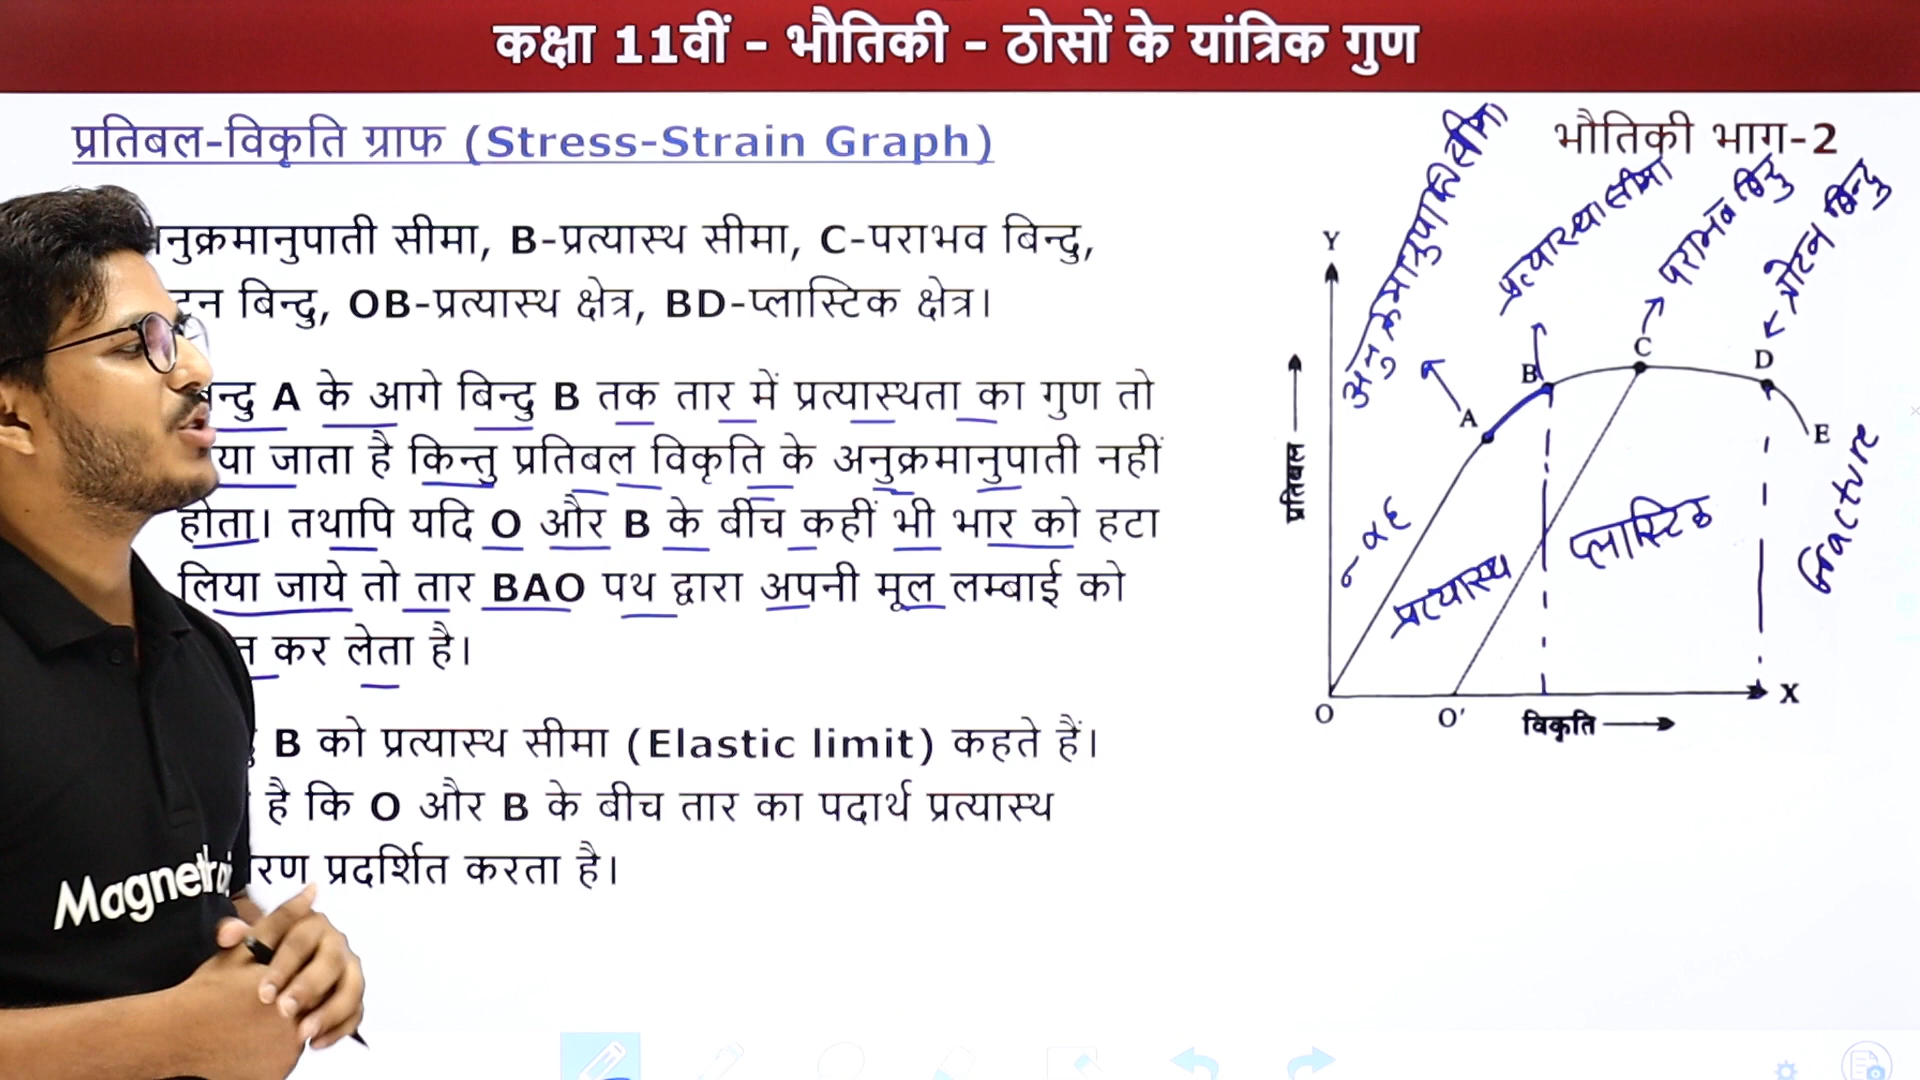 कक्षा 11वीं - भौतिकी - ठोसों के यांत्रिक गुण
प्रतिबल-विकृति ग्राफ (Stress-Strain Graph)
भौतिकी भाग-2
नुक्रमानुपाती सीमा, B-प्रत्यास्थ सीमा, C-पराभव बिन्दु,
टन बिन्दु, OB-प्रत्यास्थ क्षेत्र, BD-प्लास्टिक क्षेत्र।
न्दु A के आगे बिन्दु B तक तार में प्रत्यास्थता का गुण तो
या जाता है किन्तु प्रतिबल विकृति के अनुक्रमानुपाती नहीं
होता। तथापि यदि O और B के बीच कहीं भी भार को हटा
लिया जाये तो तार BAO पथ द्वारा अपनी मूल लम्बाई को
कर लेता है।
B को प्रत्यास्थ सीमा (Elastic limit) कहते हैं।
है कि O और B के बीच तार का पदार्थ प्रत्यास्थ
रण प्रदर्शित करता है।
अनुक्रमानुपाती सीमा
प्रत्यास्था सीमा
पराभव बिन्दु
त्रोटन बिन्दु
Y
प्रतिबल
A
B
C
D
E
σ α ε
प्रत्यास्थ
प्लास्टिक
fracture
O
O'
X
विकृति
Magnet